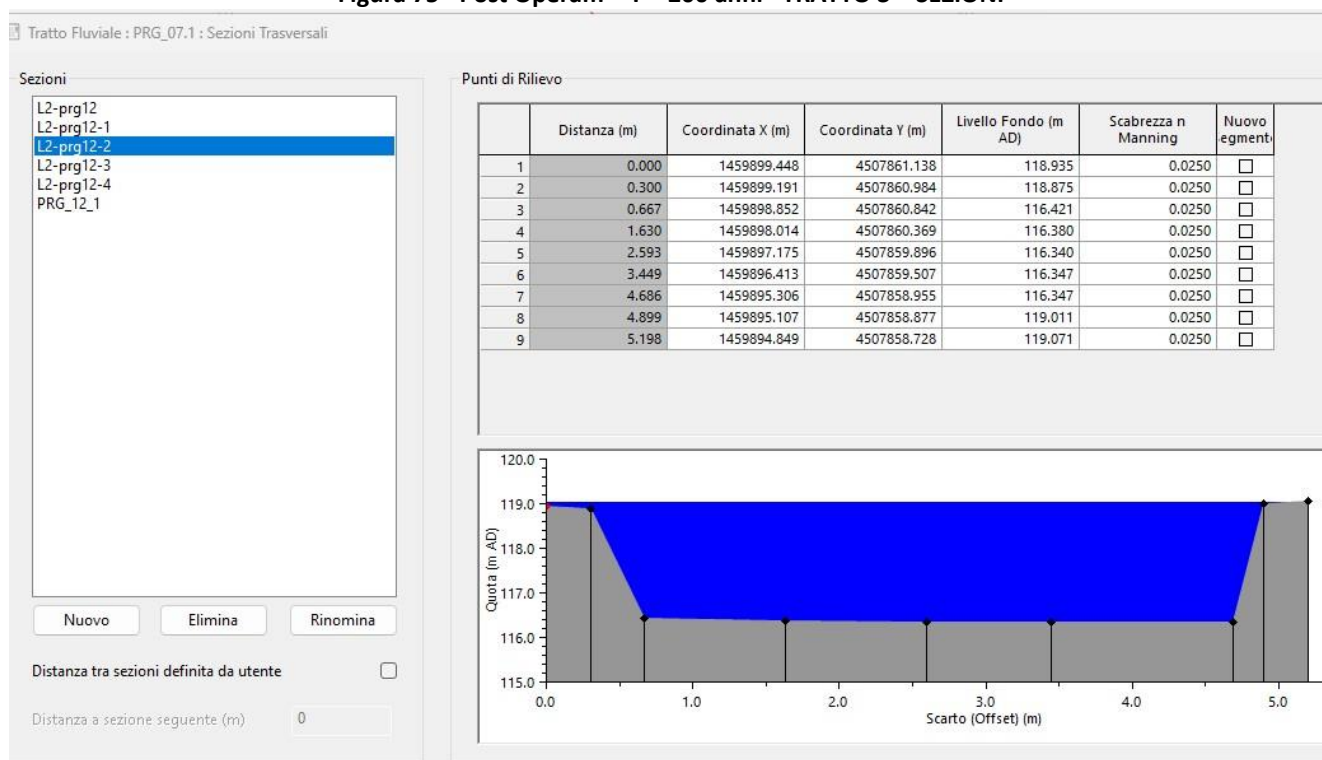 Tratto Fluviale : PRG_07.1 : Sezioni Trasversali
Sezioni
L2-prg12
L2-prg12-1
L2-prg12-2
L2-prg12-3
L2-prg12-4
PRG_12_1
Nuovo Elimina Rinomina
Distanza tra sezioni definita da utente
Distanza a sezione seguente (m) 0
Punti di Rilievo
Distanza (m) Coordinata X (m) Coordinata Y (m) Livello Fondo (m AD) Scabrezza n Manning Nuovo egment
1 0.000 1459899.448 4507861.138 118.935 0.0250
2 0.300 1459899.191 4507860.984 118.875 0.0250
3 0.667 1459898.852 4507860.842 116.421 0.0250
4 1.630 1459898.014 4507860.369 116.380 0.0250
5 2.593 1459897.175 4507859.896 116.340 0.0250
6 3.449 1459896.413 4507859.507 116.347 0.0250
7 4.686 1459895.306 4507858.955 116.347 0.0250
8 4.899 1459895.107 4507858.877 119.011 0.0250
9 5.198 1459894.849 4507858.728 119.071 0.0250
Quota (m AD)
120.0
119.0
118.0
117.0
116.0
115.0
0.0 1.0 2.0 3.0 4.0 5.0
Scarto (Offset) (m)